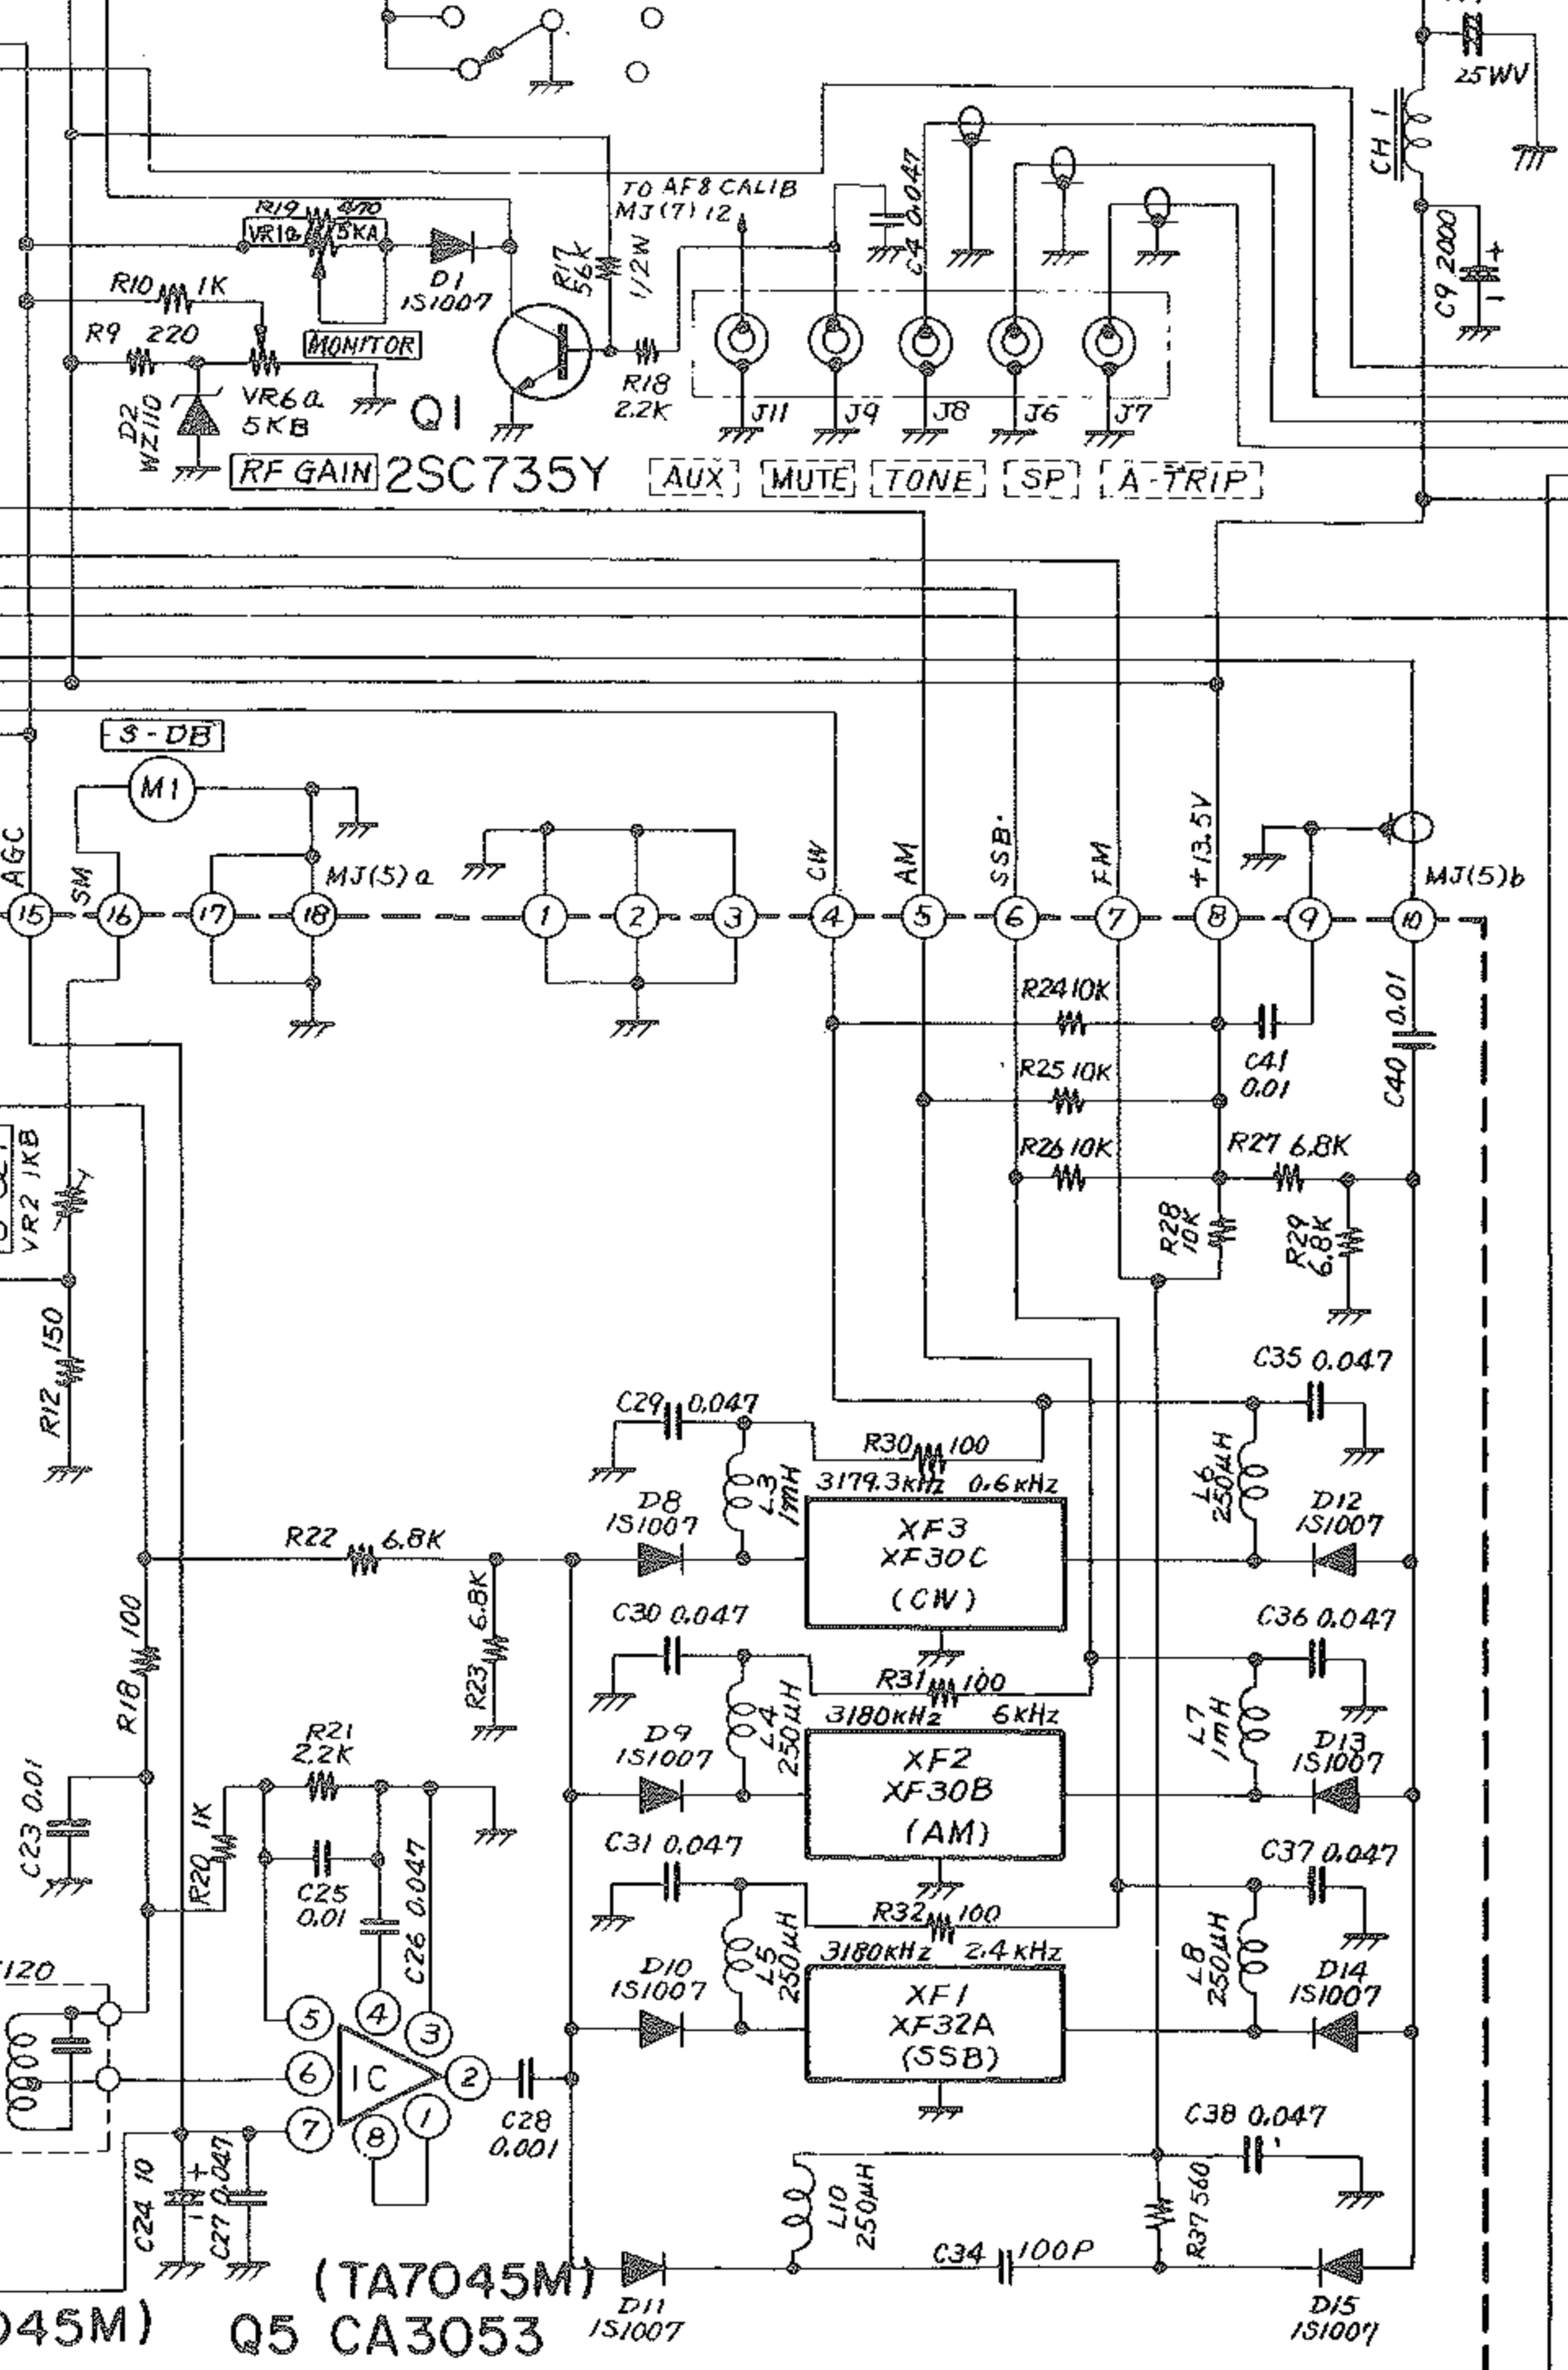 25WV
CH 1
C9 2000
+
-
TO AF8 CALIB
MJ(7) 12
C4 0.047
R19 470
VR1a 5KA
D1
1S1007
R17
56K
1/2W
R10 1K
R9 220
MONITOR
D2
WZ110
VR6a
5KB
Q1
R18
2.2K
J11 J9 J8 J6 J7
RF GAIN 2SC735Y AUX MUTE TONE SP A-TRIP
S-DB
M1
AGC SM MJ(5)a CW AM SSB FM +13.5V MJ(5)b
15 16 17 18 1 2 3 4 5 6 7 8 9 10
R24 10K
C41
0.01
C40 0.01
R25 10K
R26 10K
R27 6.8K
R28
10K
R29
6.8K
VR2 1KB
R12 150
C35 0.047
C29 0.047
R30 100
3179.3kHz 0.6kHz
L3
1mH
L6
250μH
D8
1S1007
D12
1S1007
XF3
XF30C
(CW)
R22 6.8K
R23 6.8K
R18 100
C30 0.047
C36 0.047
R31 100
3180kHz 6kHz
L4
250μH
L7
1mH
D9
1S1007
D13
1S1007
XF2
XF30B
(AM)
R21
2.2K
C23 0.01
R20 1K
C25
0.01
C26 0.047
C31 0.047
C37 0.047
R32 100
3180kHz 2.4kHz
L5
250μH
L8
250μH
D10
1S1007
D14
1S1007
XF1
XF32A
(SSB)
120
5 4 3
6 IC 2
7 8 1
C28
0.001
C38 0.047
C24 10
+
-
C27 0.047
L10
250μH
R37 560
C34 100P
(TA7045M)
D11
1S1007
D15
1S1007
045M) Q5 CA3053